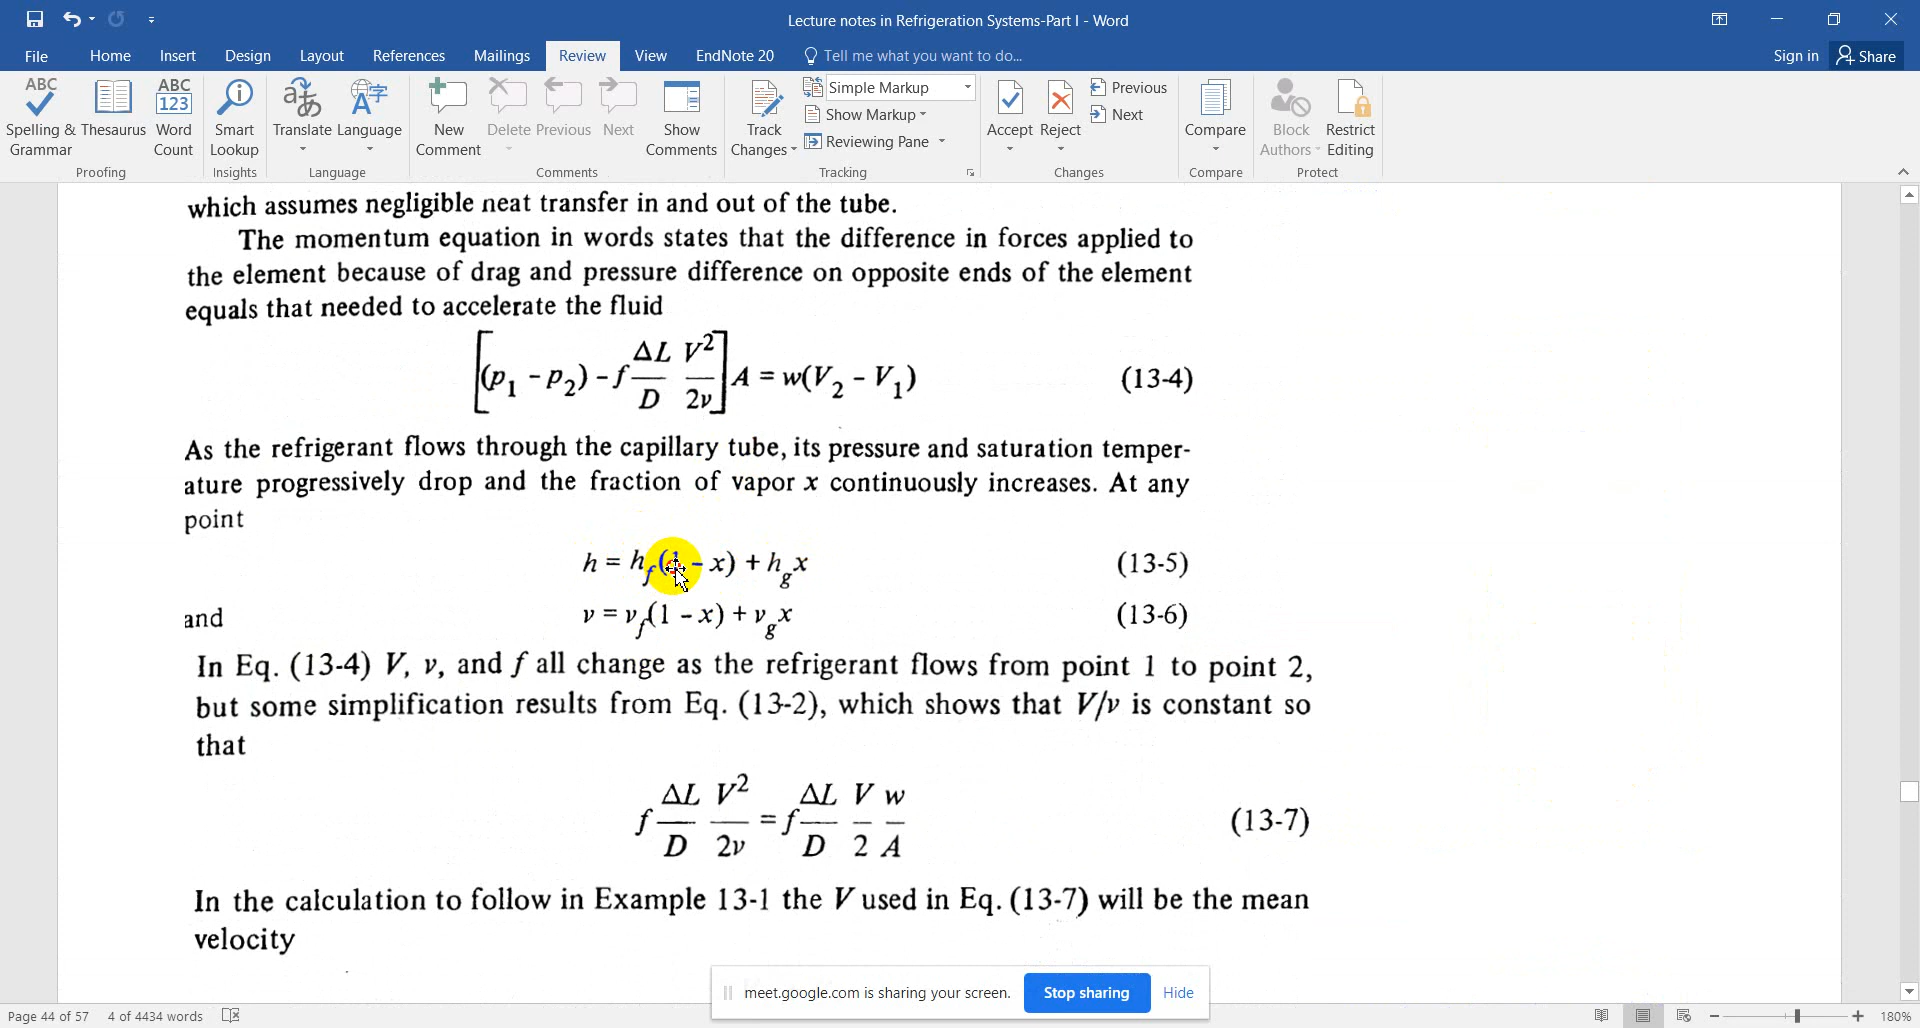 Lecture notes in Refrigeration Systems-Part I - Word
File Home Insert Design Layout References Mailings Review View EndNote 20 Tell me what you want to do... Sign in Share
ABC Spelling & Grammar
Thesaurus
ABC 123 Word Count
Proofing
Smart Lookup
Insights
Translate
Language
Language
New Comment
Delete
Previous
Next
Show Comments
Comments
Track Changes
Simple Markup
Show Markup
Reviewing Pane
Tracking
Accept
Reject
Previous
Next
Changes
Compare
Compare
Block Authors
Restrict Editing
Protect
which assumes negligible neat transfer in and out of the tube.
The momentum equation in words states that the difference in forces applied to
the element because of drag and pressure difference on opposite ends of the element
equals that needed to accelerate the fluid
[(p₁ - p₂) - f ΔL/D V²/2ν] A = w(V₂ - V₁) (13-4)
As the refrigerant flows through the capillary tube, its pressure and saturation temper-
ature progressively drop and the fraction of vapor x continuously increases. At any
point
h = h_f(1 - x) + h_g x (13-5)
and ν = ν_f(1 - x) + ν_g x (13-6)
In Eq. (13-4) V, ν, and f all change as the refrigerant flows from point 1 to point 2,
but some simplification results from Eq. (13-2), which shows that V/ν is constant so
that
f ΔL/D V²/2ν = f ΔL/D V/2 w/A (13-7)
In the calculation to follow in Example 13-1 the V used in Eq. (13-7) will be the mean
velocity
meet.google.com is sharing your screen. Stop sharing Hide
Page 44 of 57 4 of 4434 words 180%